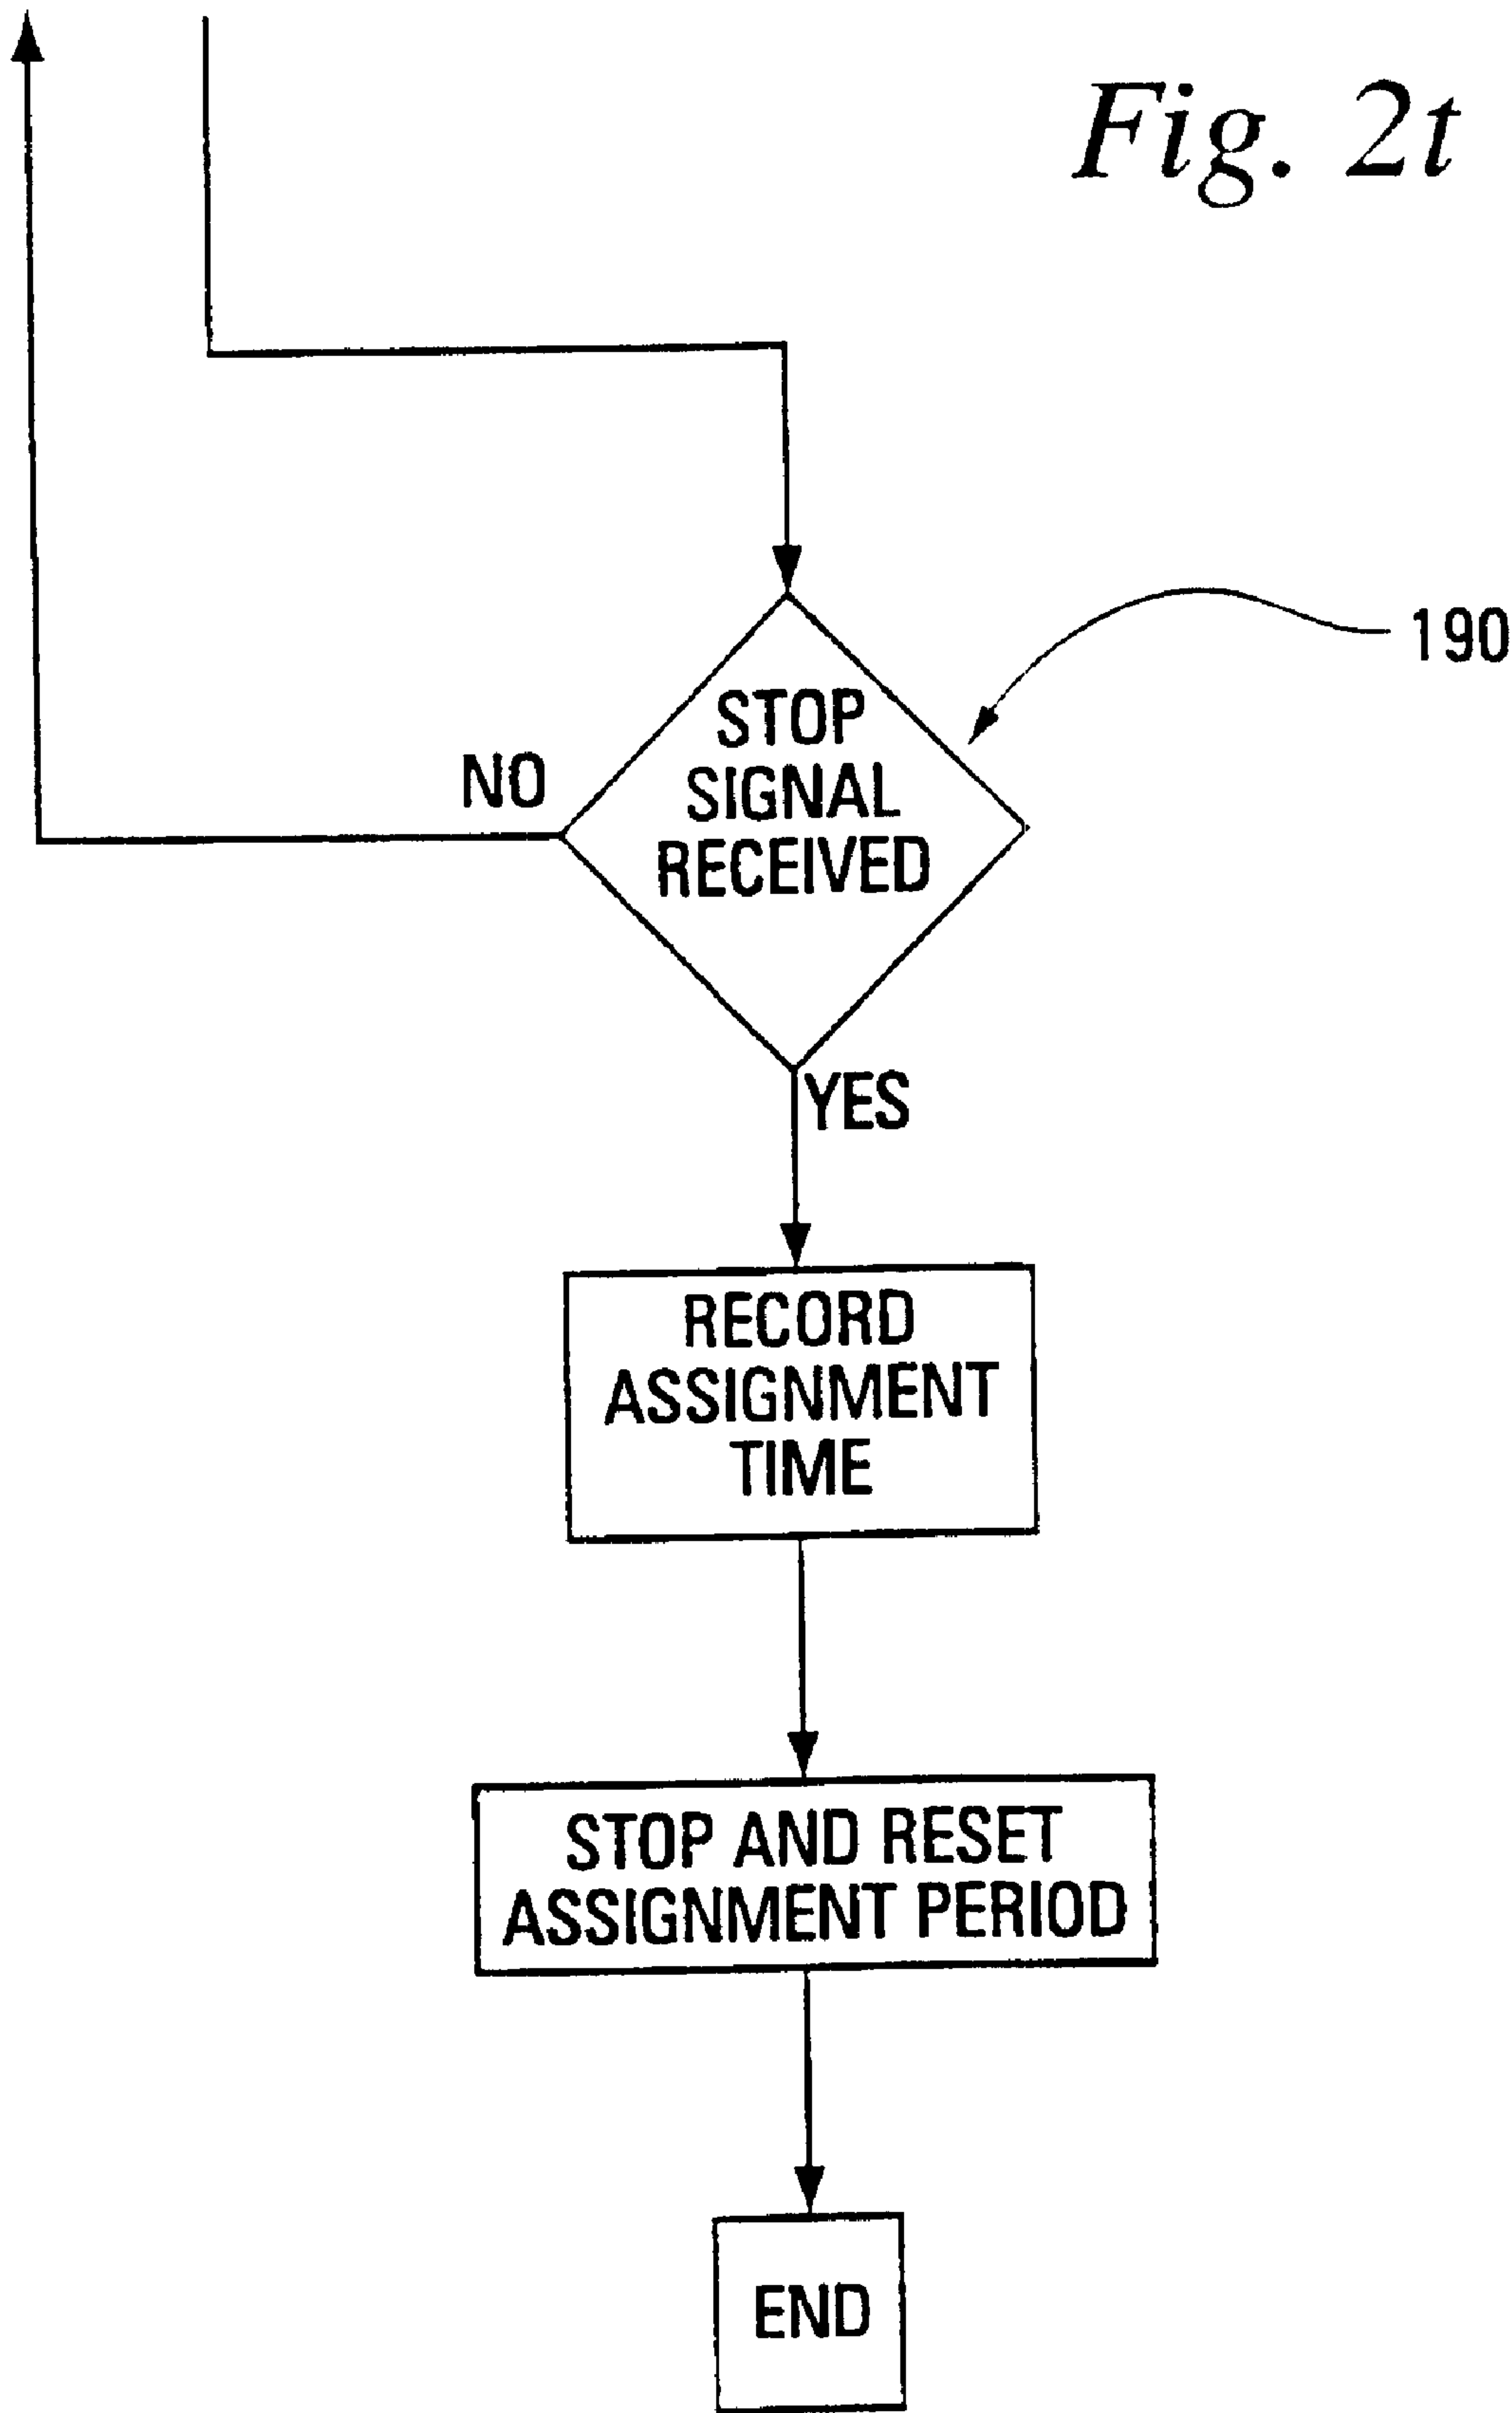 Fig. 2t
190
STOP
SIGNAL
RECEIVED
NO
YES
RECORD
ASSIGNMENT
TIME
STOP AND RESET
ASSIGNMENT PERIOD
END